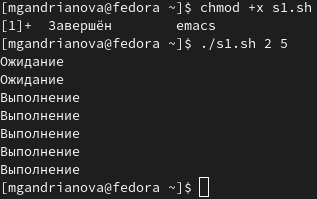 [mgandrianova@fedora ~]$ chmod +x s1.sh
[1]+  Завершён        emacs
[mgandrianova@fedora ~]$ ./s1.sh 2 5
Ожидание
Ожидание
Выполнение
Выполнение
Выполнение
Выполнение
Выполнение
[mgandrianova@fedora ~]$